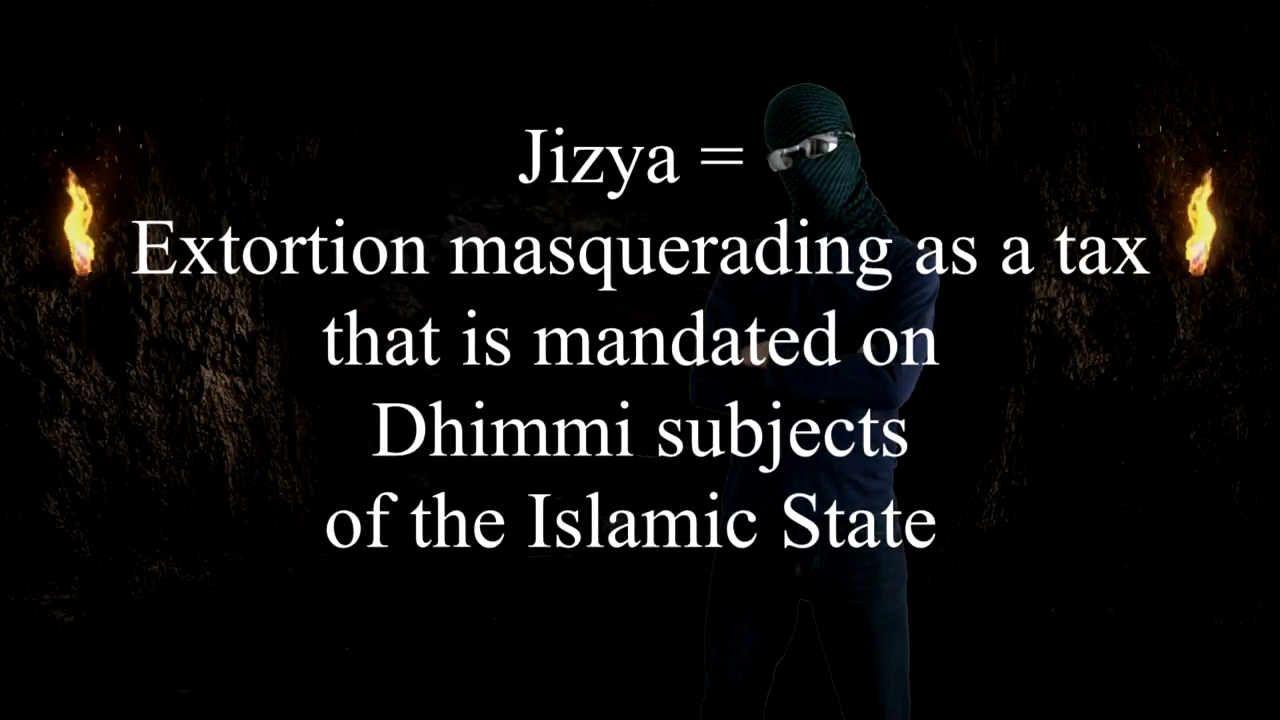 Jizya =
Extortion masquerading as a tax
that is mandated on
Dhimmi subjects
of the Islamic State